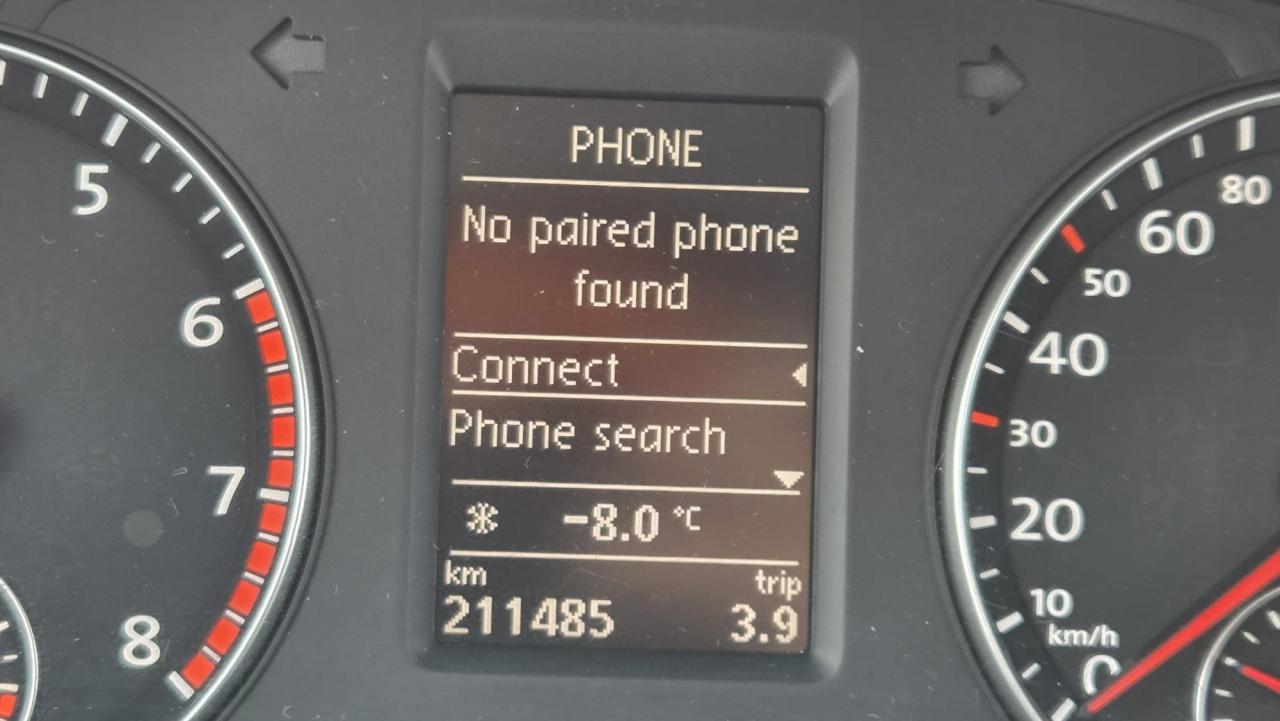 PHONE
No paired phone
found
Connect
Phone search
-8.0 °C
km trip
211485 3.9
5
6
7
8
80
60
50
40
30
20
10
km/h
0